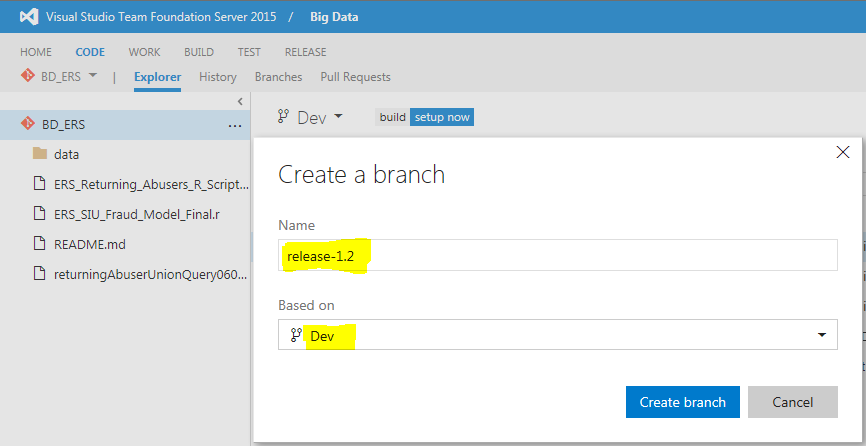 Visual Studio Team Foundation Server 2015 / Big Data
HOME CODE WORK BUILD TEST RELEASE
BD_ERS | Explorer History Branches Pull Requests
BD_ERS ...
data
ERS_Returning_Abusers_R_Script...
ERS_SIU_Fraud_Model_Final.r
README.md
returningAbuserUnionQuery060...
Dev build setup now
Create a branch
Name
release-1.2
Based on
Dev
Create branch Cancel